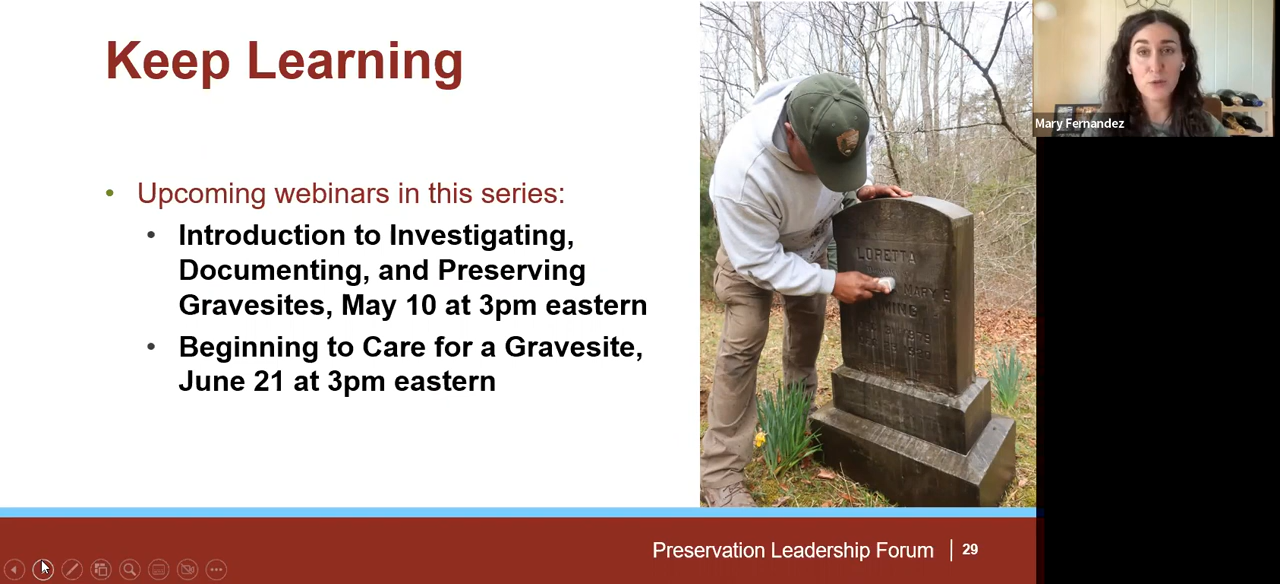 Keep Learning
• Upcoming webinars in this series:
• Introduction to Investigating,
Documenting, and Preserving
Gravesites, May 10 at 3pm eastern
• Beginning to Care for a Gravesite,
June 21 at 3pm eastern
LORETTA
MARY E
Mary Fernandez
Preservation Leadership Forum | 29